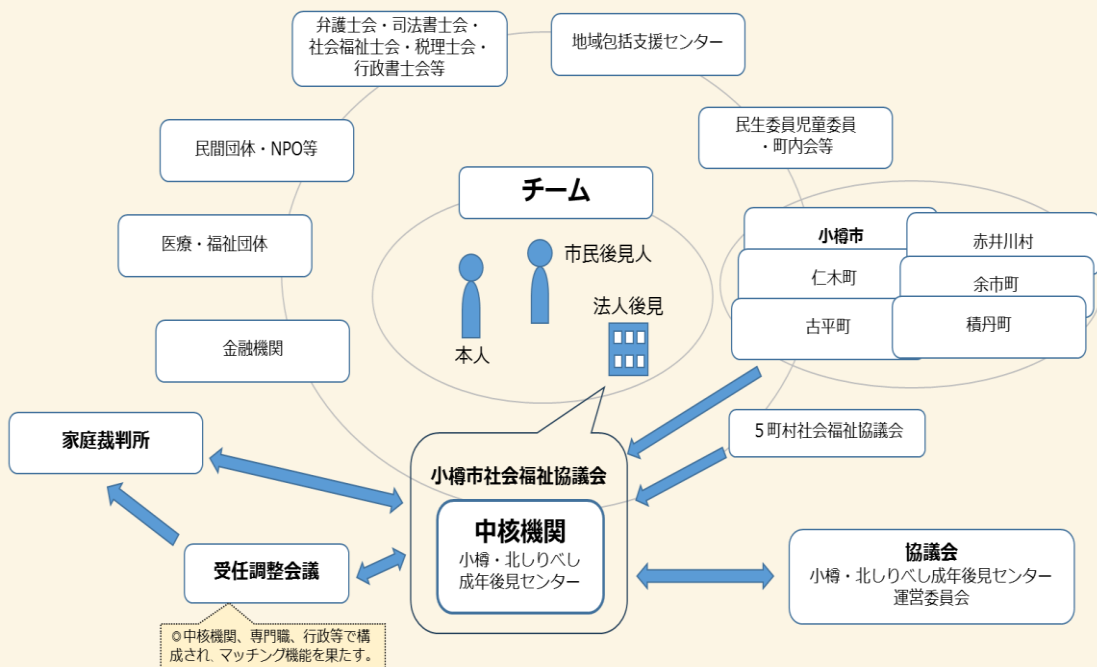 弁護士会・司法書士会・
社会福祉士会・税理士会・
行政書士会等
地域包括支援センター
民間団体・NPO等
民生委員児童委員
・町内会等
チーム
医療・福祉団体
市民後見人
小樽市
赤井川村
仁木町
余市町
法人後見
古平町
積丹町
本人
金融機関
家庭裁判所
5町村社会福祉協議会
小樽市社会福祉協議会
中核機関
小樽・北しりべし
成年後見センター
受任調整会議
協議会
小樽・北しりべし成年後見センター
運営委員会
◎中核機関、専門職、行政等で構
成され、マッチング機能を果たす。